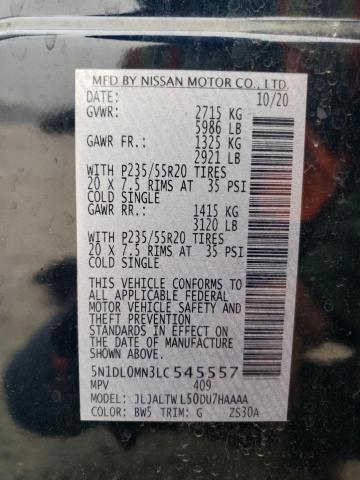 MFD BY NISSAN MOTOR CO., LTD.
DATE: 10/20
GVWR: 2715 KG
5986 LB
GAWR FR.: 1325 KG
2921 LB
WITH P235/55R20 TIRES
20 X 7.5 RIMS AT 35 PSI
COLD SINGLE
GAWR RR.: 1415 KG
3120 LB
WITH P235/55R20 TIRES
20 X 7.5 RIMS AT 35 PSI
COLD SINGLE
THIS VEHICLE CONFORMS TO
ALL APPLICABLE FEDERAL
MOTOR VEHICLE SAFETY AND
THEFT PREVENTION
STANDARDS IN EFFECT ON
THE DATE OF MANUFACTURE
SHOWN ABOVE.
5N1DL0MN3LC545557
MPV 409
MODEL: JLJALTWL50DU7HAAAA
COLOR: BW5 TRIM: G ZS30A